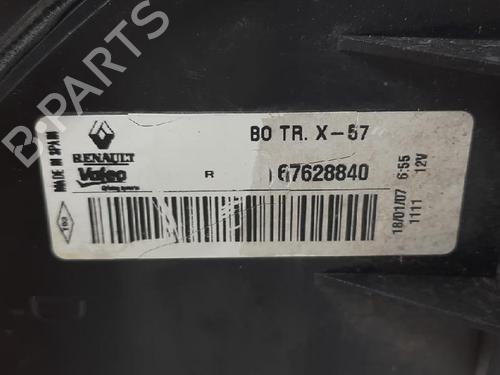 MADE IN SPAIN
RENAULT
Valeo
BO TR. X-57
R 67628840
18/01/07 6:55
1111 12V
B-PARTS